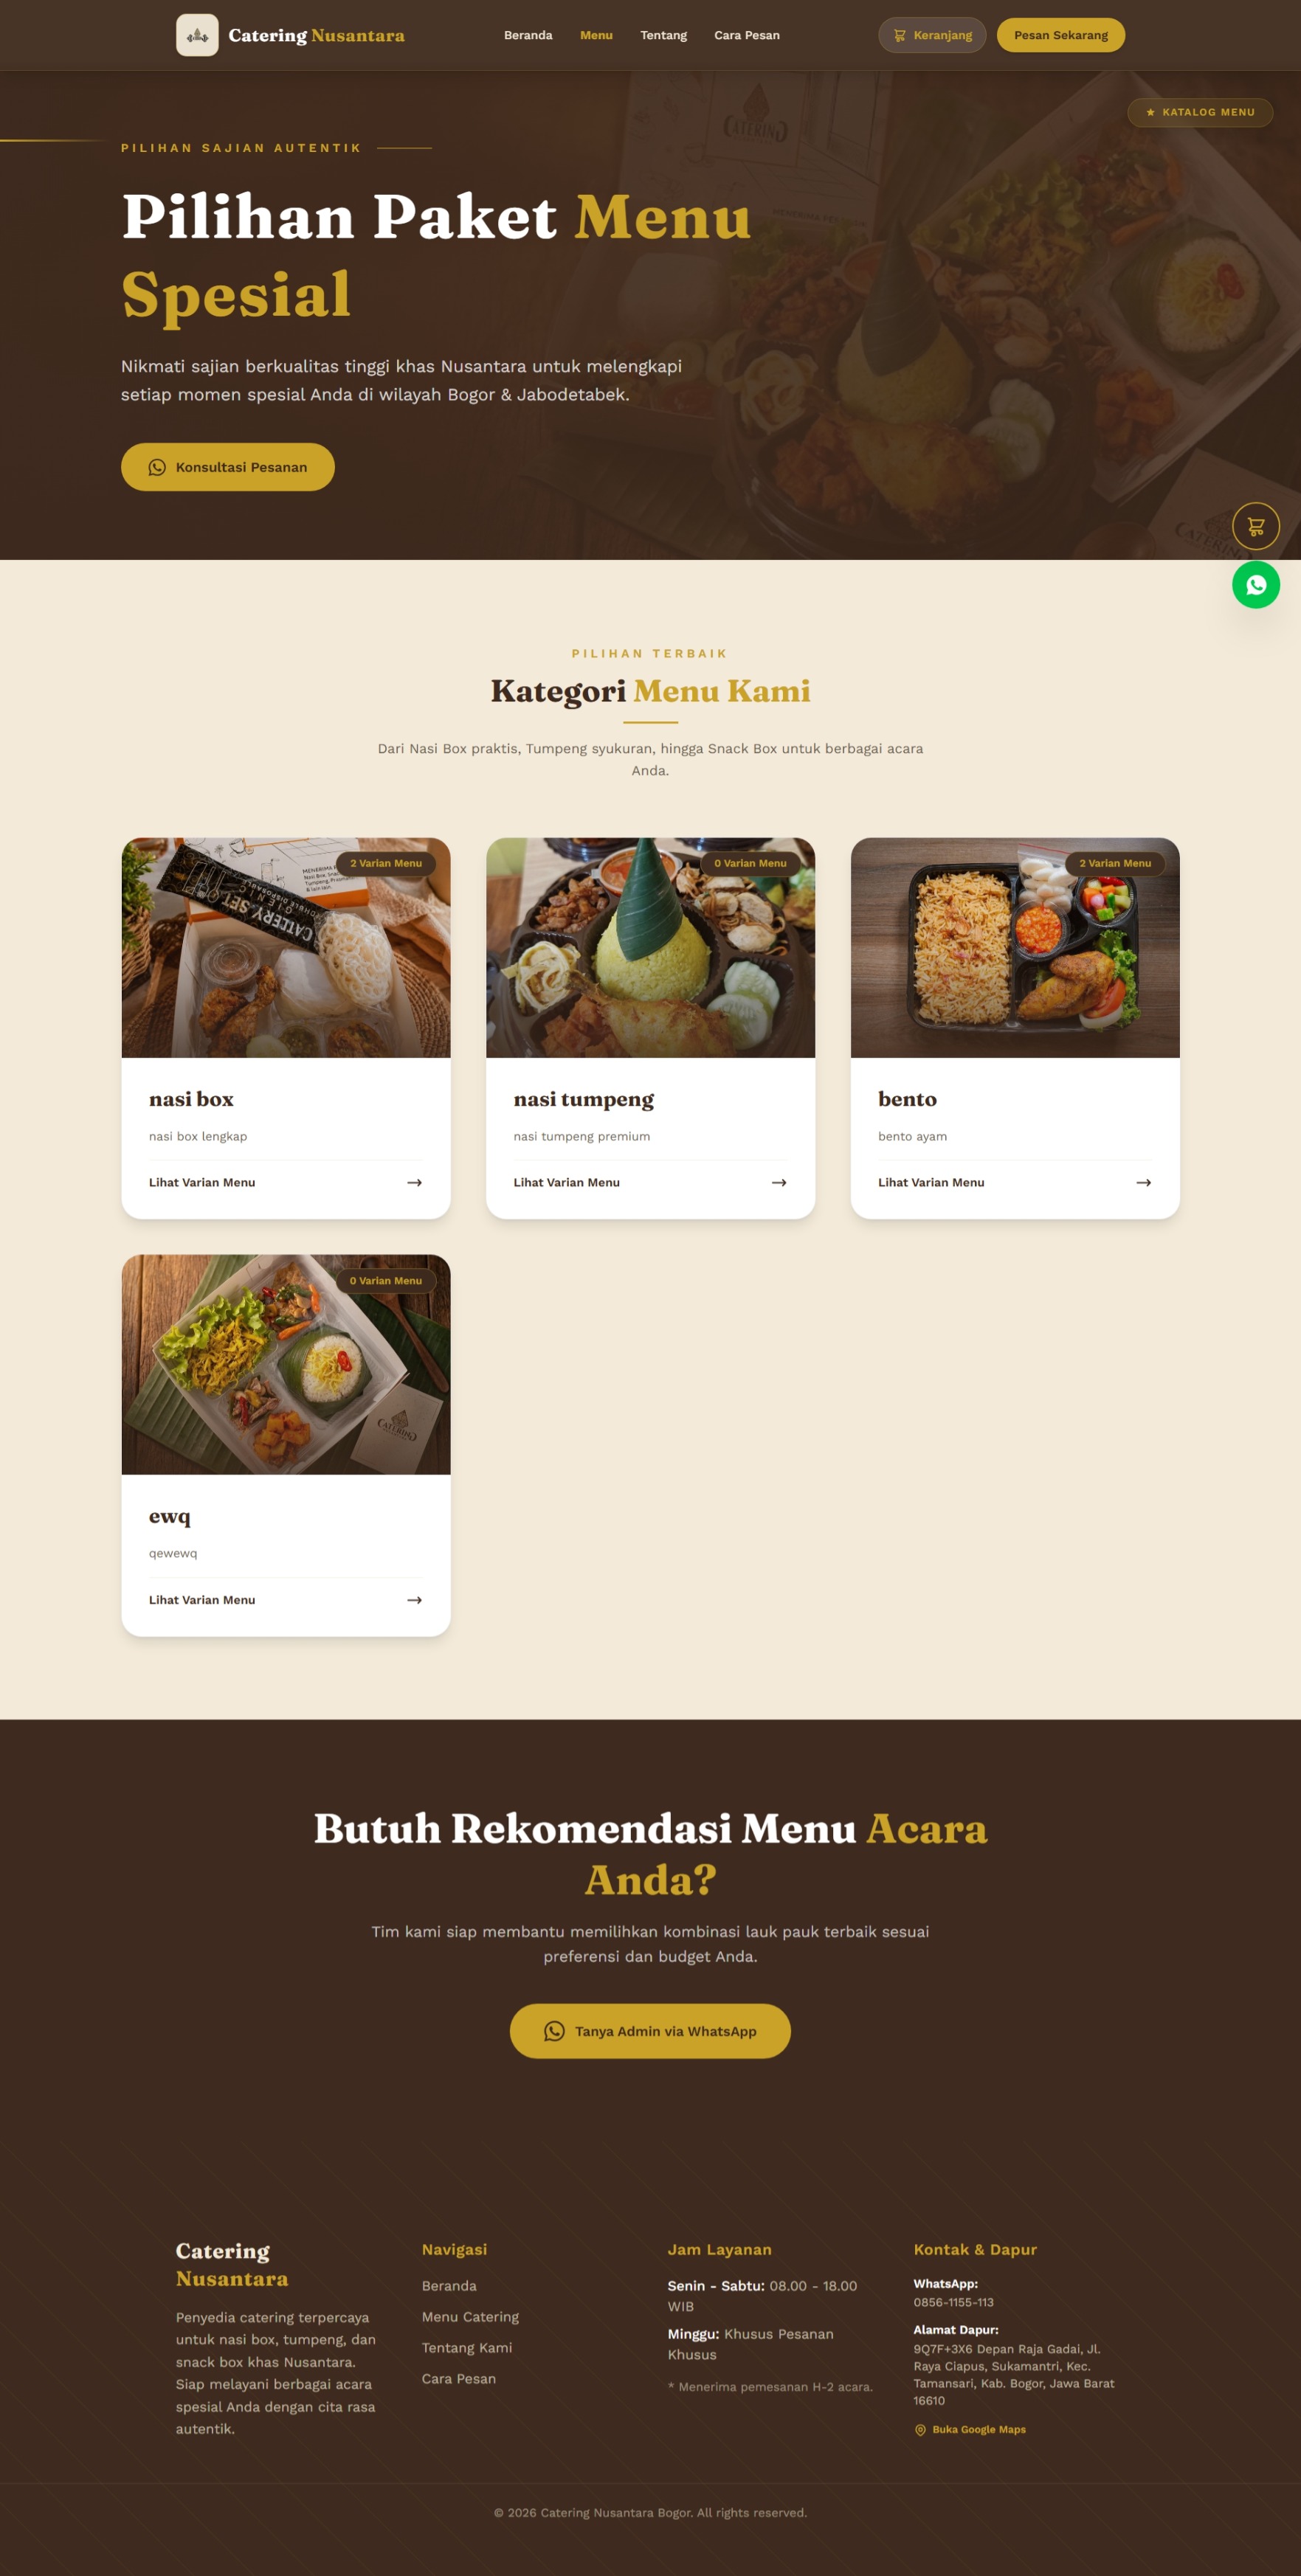 Catering Nusantara
Beranda
Menu
Tentang
Cara Pesan
Keranjang
Pesan Sekarang
KATALOG MENU
PILIHAN SAJIAN AUTENTIK
Pilihan Paket Menu
Spesial
Nikmati sajian berkualitas tinggi khas Nusantara untuk melengkapi
setiap momen spesial Anda di wilayah Bogor & Jabodetabek.
Konsultasi Pesanan
CATERING
CATERING
PILIHAN TERBAIK
Kategori Menu Kami
Dari Nasi Box praktis, Tumpeng syukuran, hingga Snack Box untuk berbagai acara
Anda.
2 Varian Menu
MENERIMA
Nasi Box,
CUTLERY SET
nasi box
nasi box lengkap
Lihat Varian Menu
0 Varian Menu
nasi tumpeng
nasi tumpeng premium
Lihat Varian Menu
2 Varian Menu
bento
bento ayam
Lihat Varian Menu
0 Varian Menu
CATERING
ewq
qewewq
Lihat Varian Menu
Butuh Rekomendasi Menu Acara
Anda?
Tim kami siap membantu memilihkan kombinasi lauk pauk terbaik sesuai
preferensi dan budget Anda.
Tanya Admin via WhatsApp
Catering
Nusantara
Penyedia catering terpercaya
untuk nasi box, tumpeng, dan
snack box khas Nusantara.
Siap melayani berbagai acara
spesial Anda dengan cita rasa
autentik.
Navigasi
Beranda
Menu Catering
Tentang Kami
Cara Pesan
Jam Layanan
Senin - Sabtu: 08.00 - 18.00
WIB
Minggu: Khusus Pesanan
Khusus
* Menerima pemesanan H-2 acara.
Kontak & Dapur
WhatsApp:
0856-1155-113
Alamat Dapur:
9Q7F+3X6 Depan Raja Gadai, Jl.
Raya Ciapus, Sukamantri, Kec.
Tamansari, Kab. Bogor, Jawa Barat
16610
Buka Google Maps
© 2026 Catering Nusantara Bogor. All rights reserved.